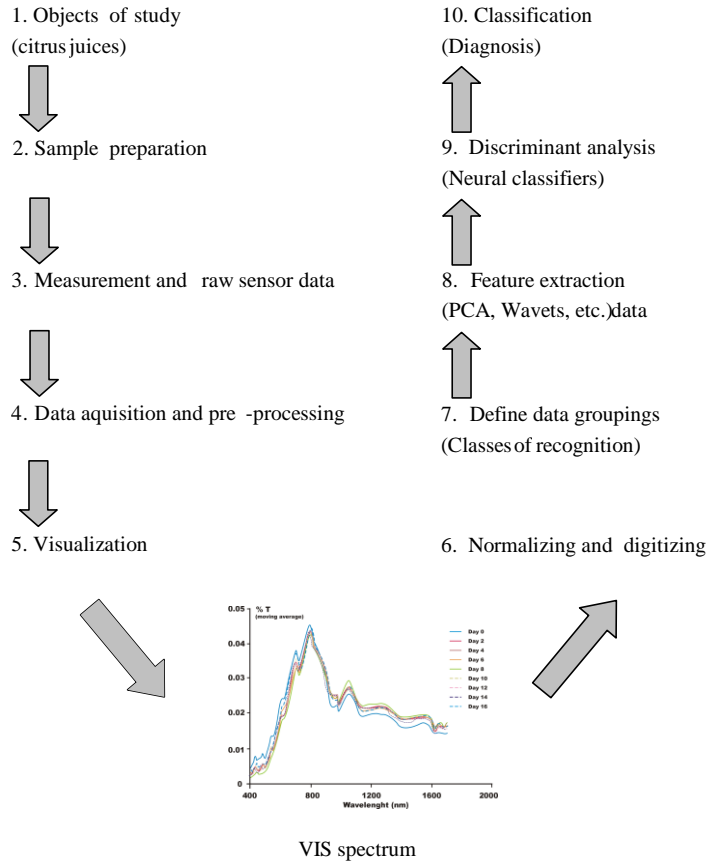 1. Objects of study
(citrus juices)
2. Sample preparation
3. Measurement and raw sensor data
4. Data aquisition and pre -processing
5. Visualization
10. Classification
(Diagnosis)
9. Discriminant analysis
(Neural classifiers)
8. Feature extraction
(PCA, Wavets, etc.)data
7. Define data groupings
(Classes of recognition)
6. Normalizing and digitizing
% T
(moving average)
0.05
0.04
0.03
0.02
0.01
0
400 800 1200 1600 2000
Wavelenght (nm)
Day 0
Day 2
Day 4
Day 6
Day 8
Day 10
Day 12
Day 14
Day 16
VIS spectrum